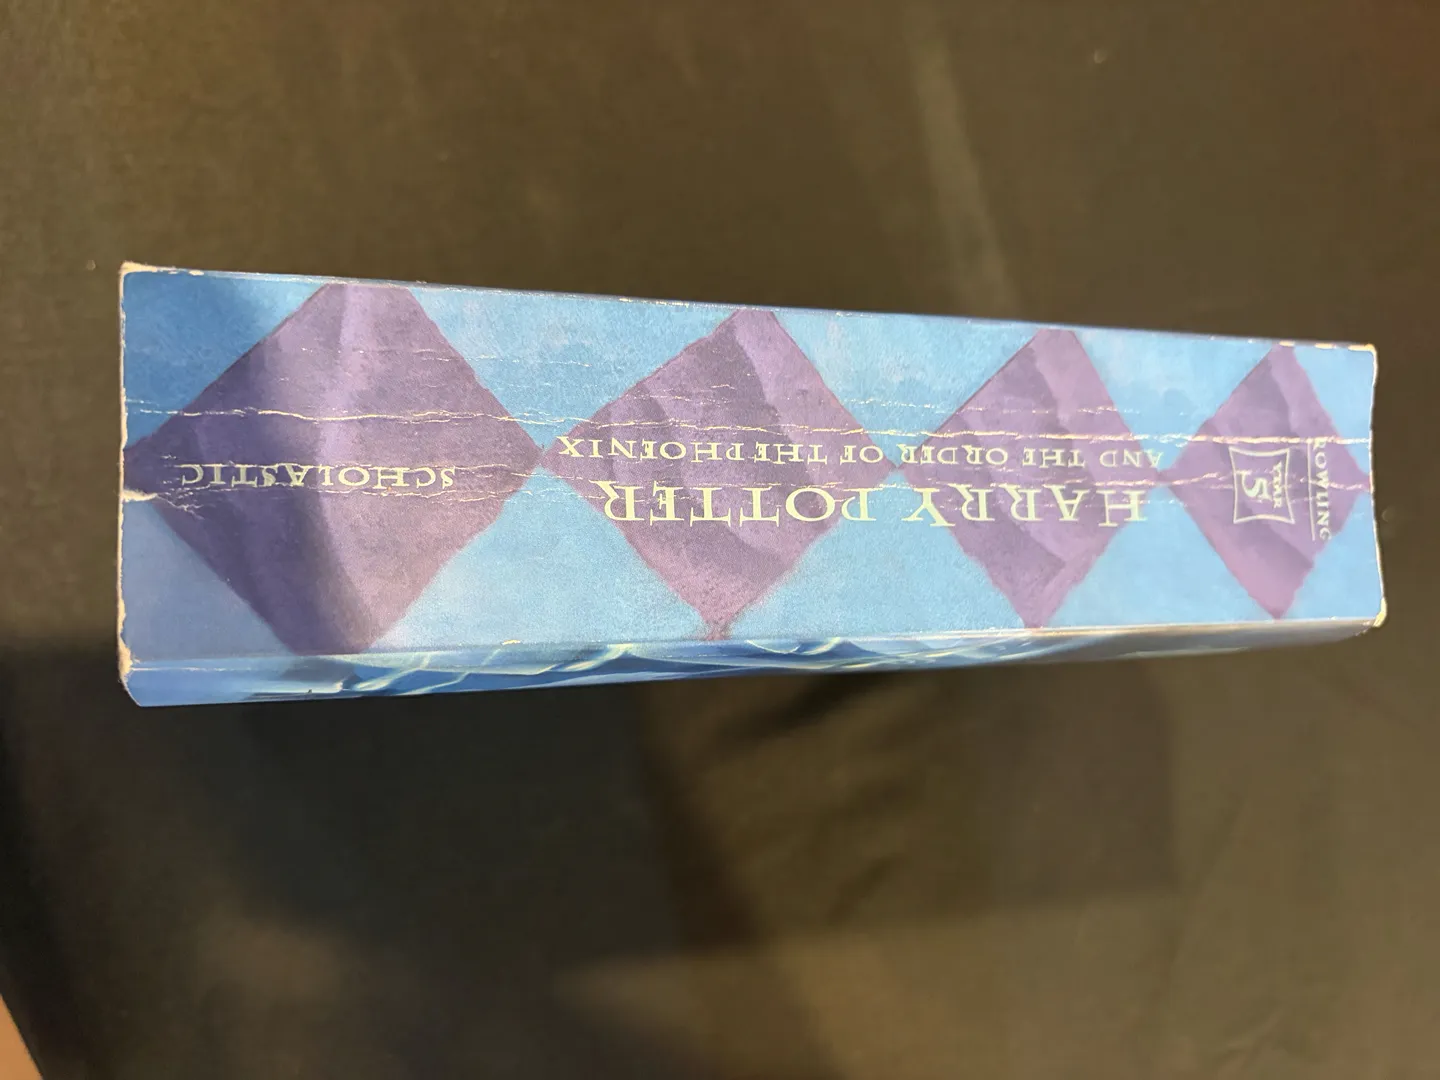 ROWLING
YEAR
5
HARRY POTTER
AND THE ORDER OF THE PHOENIX
SCHOLASTIC